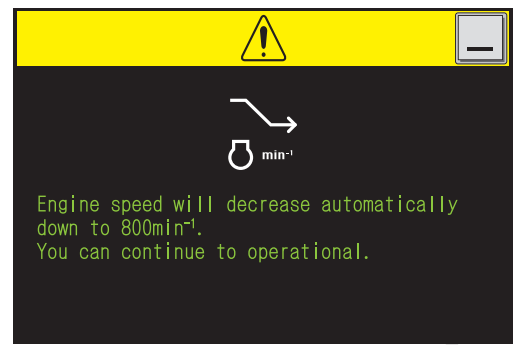 min⁻¹
Engine speed will decrease automatically
down to 800min⁻¹.
You can continue to operational.